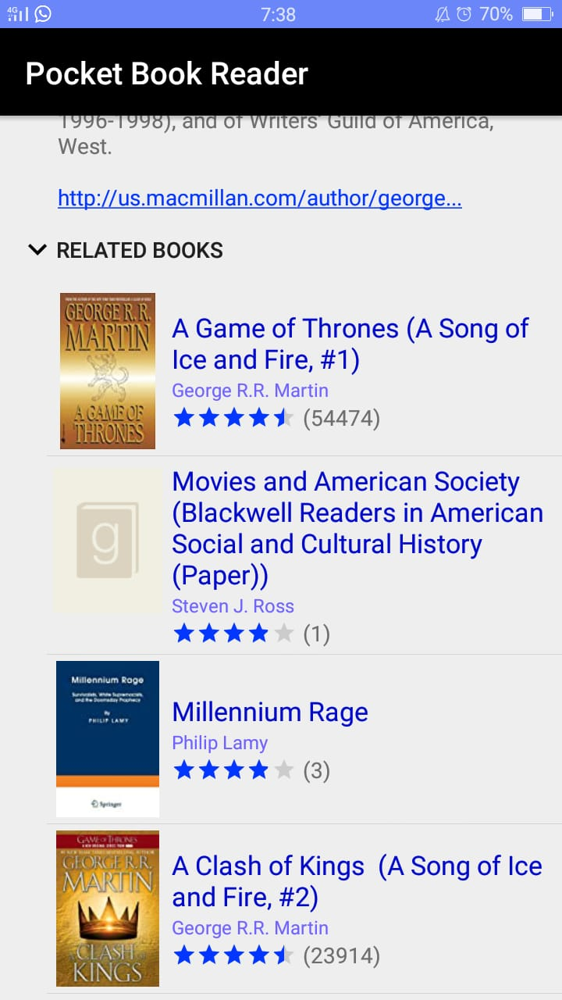 4G
7:38
70%
Pocket Book Reader
1996-1998), and of Writers' Guild of America,
West.
http://us.macmillan.com/author/george...
RELATED BOOKS
GEORGE R. R.
MARTIN
A GAME OF
THRONES
A Game of Thrones (A Song of
Ice and Fire, #1)
George R.R. Martin
(54474)
g
Movies and American Society
(Blackwell Readers in American
Social and Cultural History
(Paper))
Steven J. Ross
(1)
Millennium Rage
Survivalists, White Supremacists,
and the Doomsday Prophecy
By
PHILIP LAMY
Springer
Millennium Rage
Philip Lamy
(3)
GAME OF THRONES
GEORGE R.R.
MARTIN
A CLASH OF
KINGS
A Clash of Kings  (A Song of Ice
and Fire, #2)
George R.R. Martin
(23914)